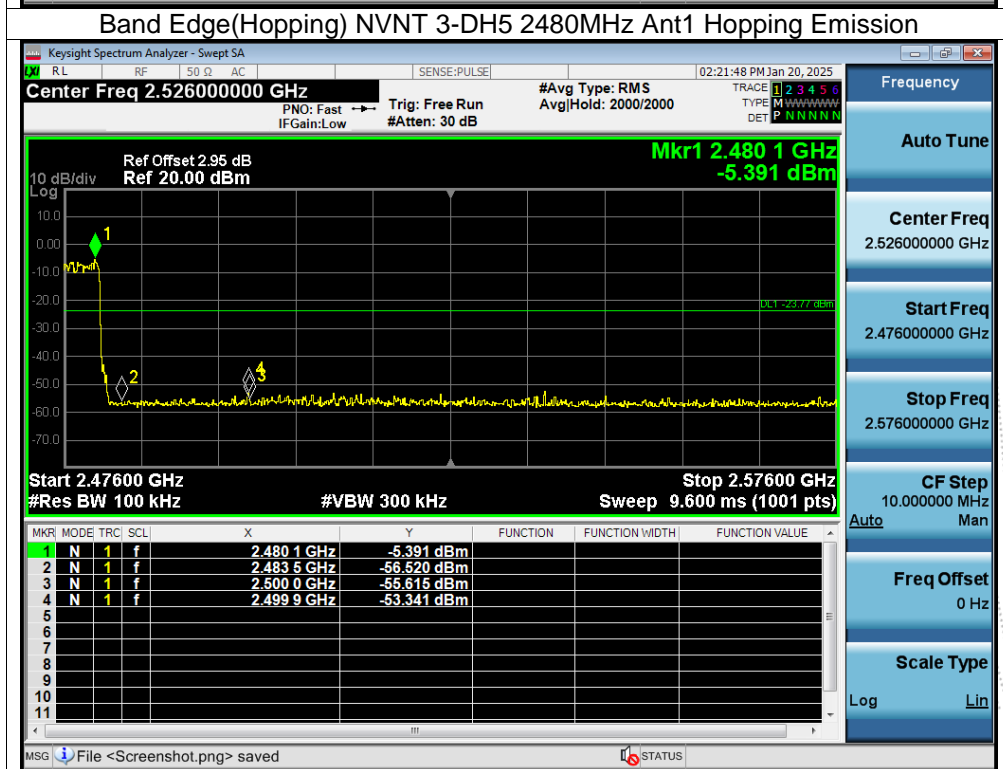 Band Edge(Hopping) NVNT 3-DH5 2480MHz Ant1 Hopping Emission
Keysight Spectrum Analyzer - Swept SA
LXI RL RF 50 Ω AC SENSE:PULSE 02:21:48 PM Jan 20, 2025
Center Freq 2.526000000 GHz #Avg Type: RMS TRACE 1 2 3 4 5 6
PNO: Fast Trig: Free Run Avg|Hold: 2000/2000 TYPE M WWWWW
IFGain:Low #Atten: 30 dB DET P N N N N N
Frequency
Auto Tune
Center Freq
2.526000000 GHz
Start Freq
2.476000000 GHz
Stop Freq
2.576000000 GHz
CF Step
10.000000 MHz
Auto Man
Freq Offset
0 Hz
Scale Type
Log Lin
Mkr1 2.480 1 GHz
-5.391 dBm
Ref Offset 2.95 dB
10 dB/div Ref 20.00 dBm
Log
10.0
0.00
-10.0
-20.0
-30.0
-40.0
-50.0
-60.0
-70.0
1
DL1 -23.77 dBm
2
4
3
Start 2.47600 GHz Stop 2.57600 GHz
#Res BW 100 kHz #VBW 300 kHz Sweep 9.600 ms (1001 pts)
MKR MODE TRC SCL X Y FUNCTION FUNCTION WIDTH FUNCTION VALUE
1 N 1 f 2.480 1 GHz -5.391 dBm
2 N 1 f 2.483 5 GHz -56.520 dBm
3 N 1 f 2.500 0 GHz -55.615 dBm
4 N 1 f 2.499 9 GHz -53.341 dBm
5
6
7
8
9
10
11
MSG File <Screenshot.png> saved STATUS